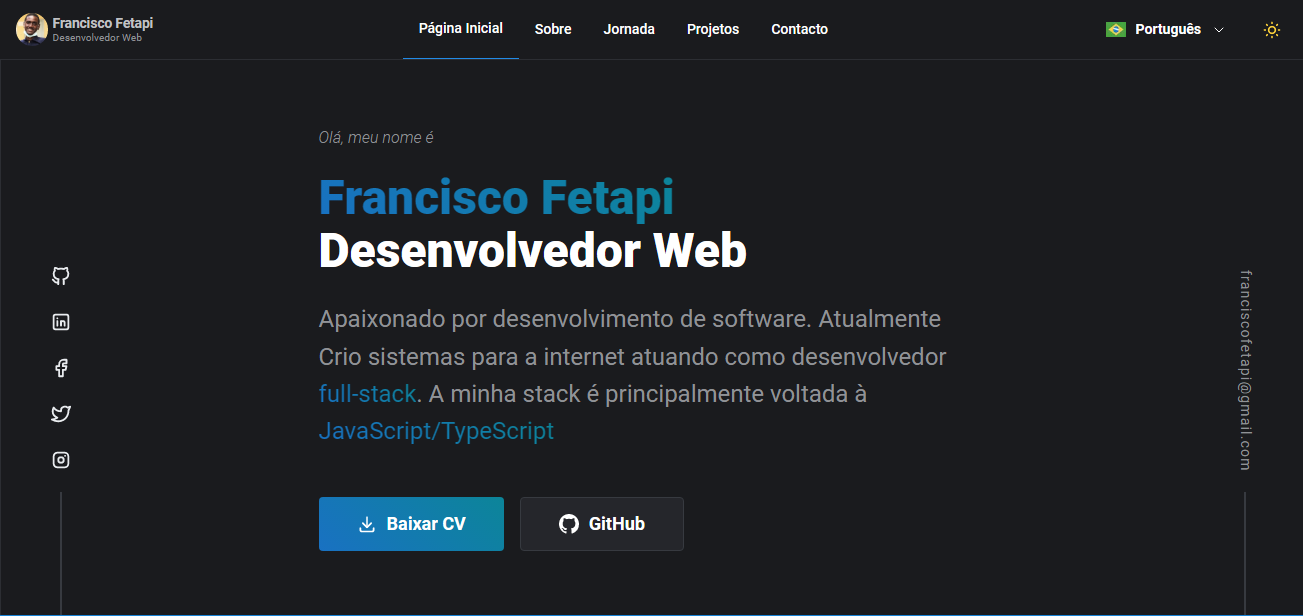 Francisco Fetapi
Desenvolvedor Web
Página Inicial
Sobre
Jornada
Projetos
Contacto
Português
Olá, meu nome é
Francisco Fetapi
Desenvolvedor Web
Apaixonado por desenvolvimento de software. Atualmente
Crio sistemas para a internet atuando como desenvolvedor
full-stack. A minha stack é principalmente voltada à
JavaScript/TypeScript
Baixar CV
GitHub
franciscofetapi@gmail.com